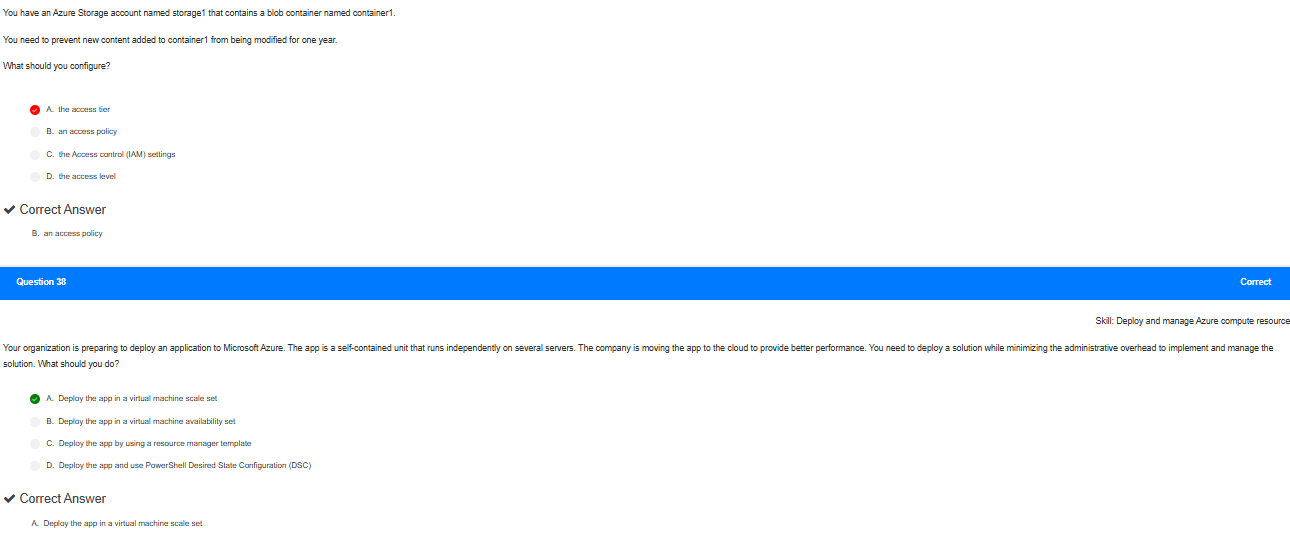 You have an Azure Storage account named storage1 that contains a blob container named container1.
You need to prevent new content added to container1 from being modified for one year.
What should you configure?
A. the access tier
B. an access policy
C. the Access control (IAM) settings
D. the access level
Correct Answer
B. an access policy
Question 38 Correct
Skill: Deploy and manage Azure compute resource
Your organization is preparing to deploy an application to Microsoft Azure. The app is a self-contained unit that runs independently on several servers. The company is moving the app to the cloud to provide better performance. You need to deploy a solution while minimizing the administrative overhead to implement and manage the
solution. What should you do?
A. Deploy the app in a virtual machine scale set
B. Deploy the app in a virtual machine availability set
C. Deploy the app by using a resource manager template
D. Deploy the app and use PowerShell Desired State Configuration (DSC)
Correct Answer
A. Deploy the app in a virtual machine scale set